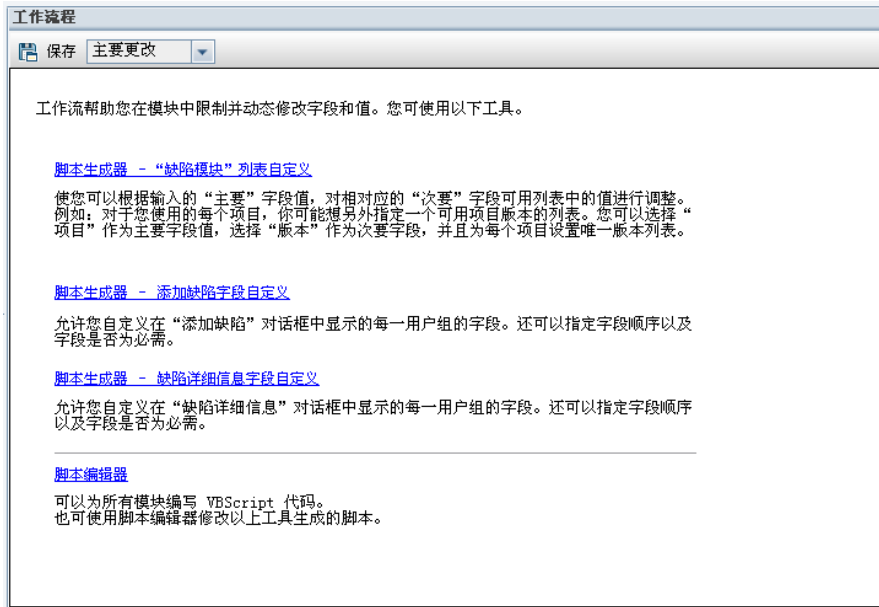 工作流程
保存 主要更改
工作流帮助您在模块中限制并动态修改字段和值。您可使用以下工具。
脚本生成器 - “缺陷模块”列表自定义
使您可以根据输入的“主要”字段值，对相对应的“次要”字段可用列表中的值进行调整。
例如：对于您使用的每个项目，你可能想另外指定一个可用项目版本的列表。您可以选择“
项目”作为主要字段值，选择“版本”作为次要字段，并且为每个项目设置唯一版本列表。
脚本生成器 - 添加缺陷字段自定义
允许您自定义在“添加缺陷”对话框中显示的每一用户组的字段。还可以指定字段顺序以及
字段是否为必需。
脚本生成器 - 缺陷详细信息字段自定义
允许您自定义在“缺陷详细信息”对话框中显示的每一用户组的字段。还可以指定字段顺序
以及字段是否为必需。
脚本编辑器
可以为所有模块编写 VBScript 代码。
也可使用脚本编辑器修改以上工具生成的脚本。